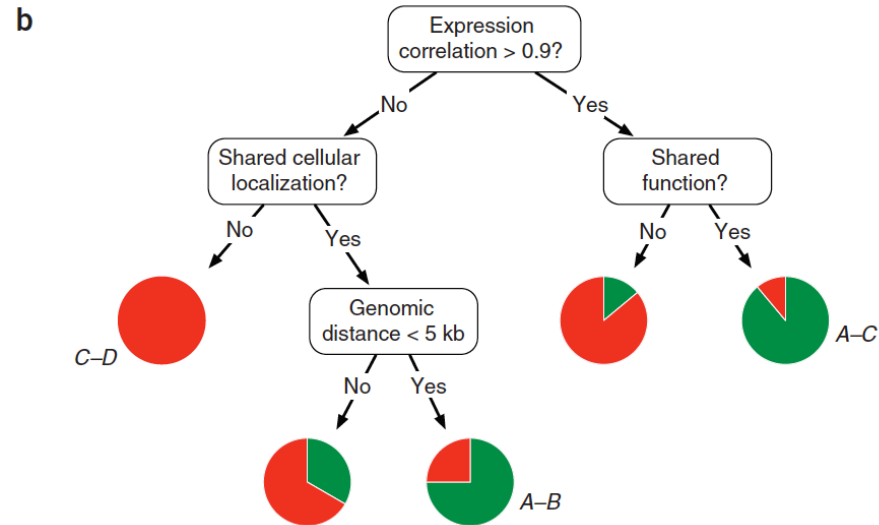 b
Expression
correlation > 0.9?
No
Yes
Shared cellular
localization?
Shared
function?
No
Yes
No
Yes
Genomic
distance < 5 kb
C–D
A–C
No
Yes
A–B